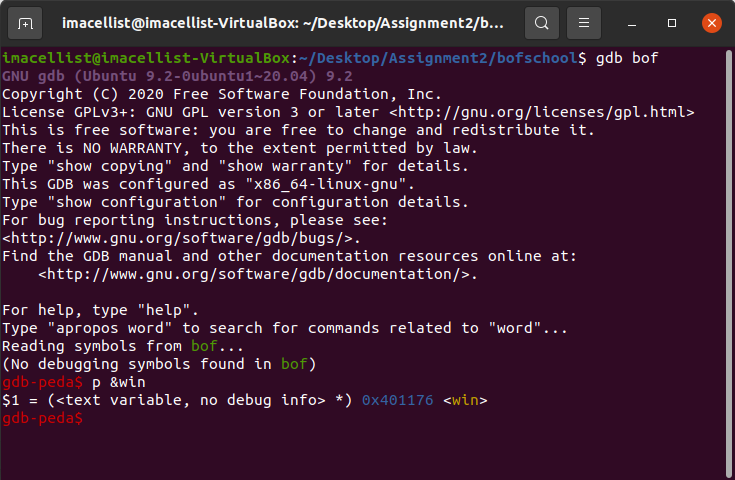 imacellist@imacellist-VirtualBox: ~/Desktop/Assignment2/b...
imacellist@imacellist-VirtualBox:~/Desktop/Assignment2/bofschool$ gdb bof
GNU gdb (Ubuntu 9.2-0ubuntu1~20.04) 9.2
Copyright (C) 2020 Free Software Foundation, Inc.
License GPLv3+: GNU GPL version 3 or later <http://gnu.org/licenses/gpl.html>
This is free software: you are free to change and redistribute it.
There is NO WARRANTY, to the extent permitted by law.
Type "show copying" and "show warranty" for details.
This GDB was configured as "x86_64-linux-gnu".
Type "show configuration" for configuration details.
For bug reporting instructions, please see:
<http://www.gnu.org/software/gdb/bugs/>.
Find the GDB manual and other documentation resources online at:
    <http://www.gnu.org/software/gdb/documentation/>.

For help, type "help".
Type "apropos word" to search for commands related to "word"...
Reading symbols from bof...
(No debugging symbols found in bof)
gdb-peda$ p &win
$1 = (<text variable, no debug info> *) 0x401176 <win>
gdb-peda$